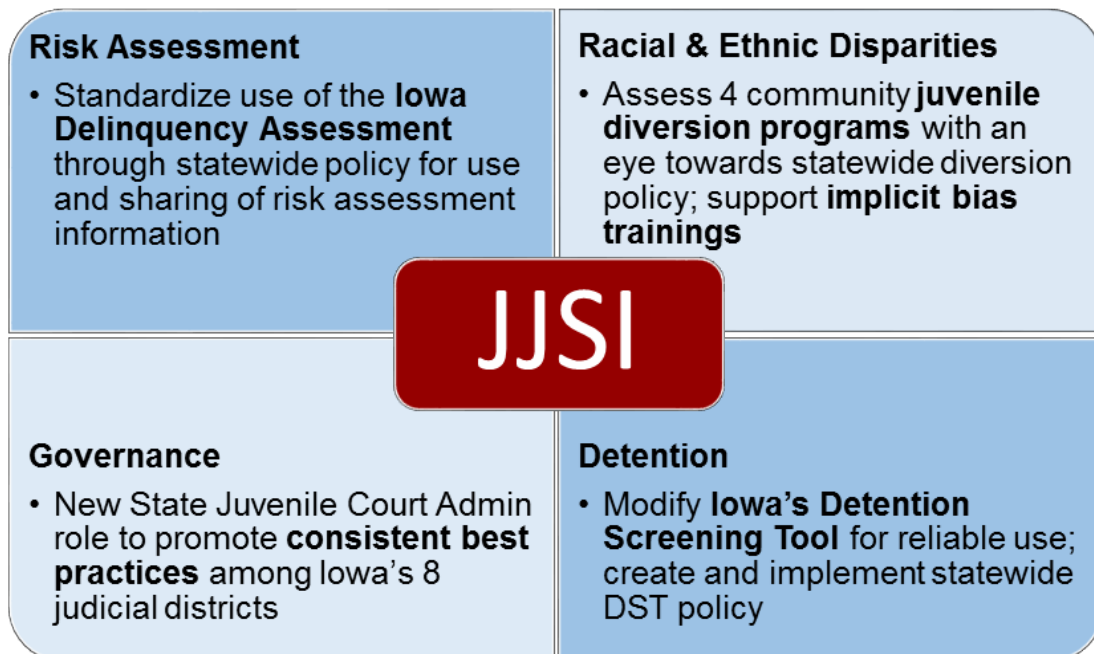 Risk Assessment
• Standardize use of the Iowa
Delinquency Assessment
through statewide policy for use
and sharing of risk assessment
information
Racial & Ethnic Disparities
• Assess 4 community juvenile
diversion programs with an
eye towards statewide diversion
policy; support implicit bias
trainings
JJSI
Governance
• New State Juvenile Court Admin
role to promote consistent best
practices among Iowa's 8
judicial districts
Detention
• Modify Iowa's Detention
Screening Tool for reliable use;
create and implement statewide
DST policy